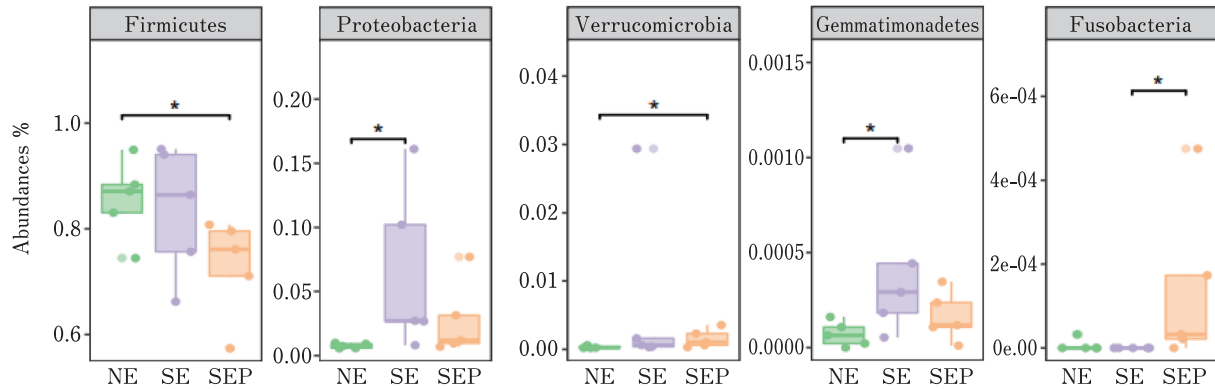 Firmicutes
Proteobacteria
Verrucomicrobia
Gemmatimonadetes
Fusobacteria
Abundances %
1.0
0.8
0.6
*
NE SE SEP
0.20
0.15
0.10
0.05
0.00
*
NE SE SEP
0.04
0.03
0.02
0.01
0.00
*
NE SE SEP
0.0015
0.0010
0.0005
0.0000
*
NE SE SEP
6e-04
4e-04
2e-04
0e-04
*
NE SE SEP